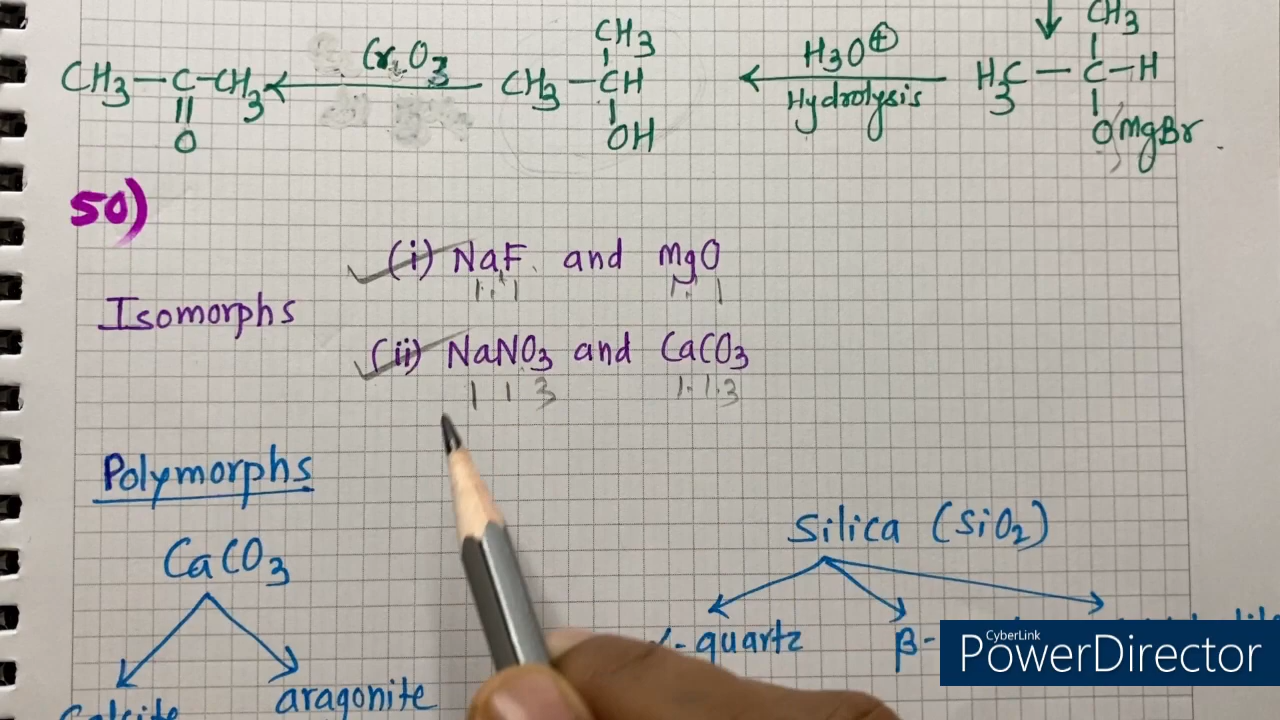 CH3
CH3
CH3—C—CH3 Cr2O3 CH3—CH H3O⊕ H3C—C—H
Hydrolysis
O OH OMgBr
50)
(i) NaF and MgO
1:1 1:1
Isomorphs
(ii) NaNO3 and CaCO3
1 1 3 1:1:3
Polymorphs
Silica (SiO2)
CaCO3
-quartz β-
Calcite aragonite
CyberLink
PowerDirector